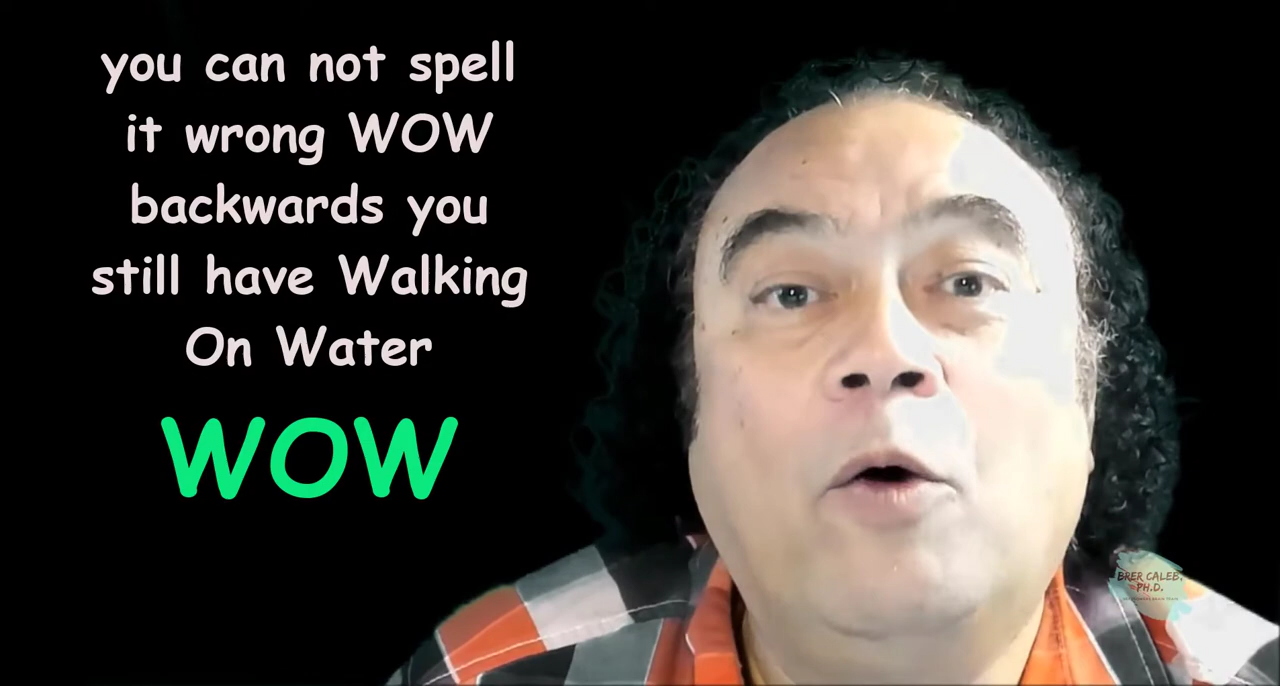 you can not spell
it wrong WOW
backwards you
still have Walking
On Water
WOW
BRER CALEB,
PH.D.